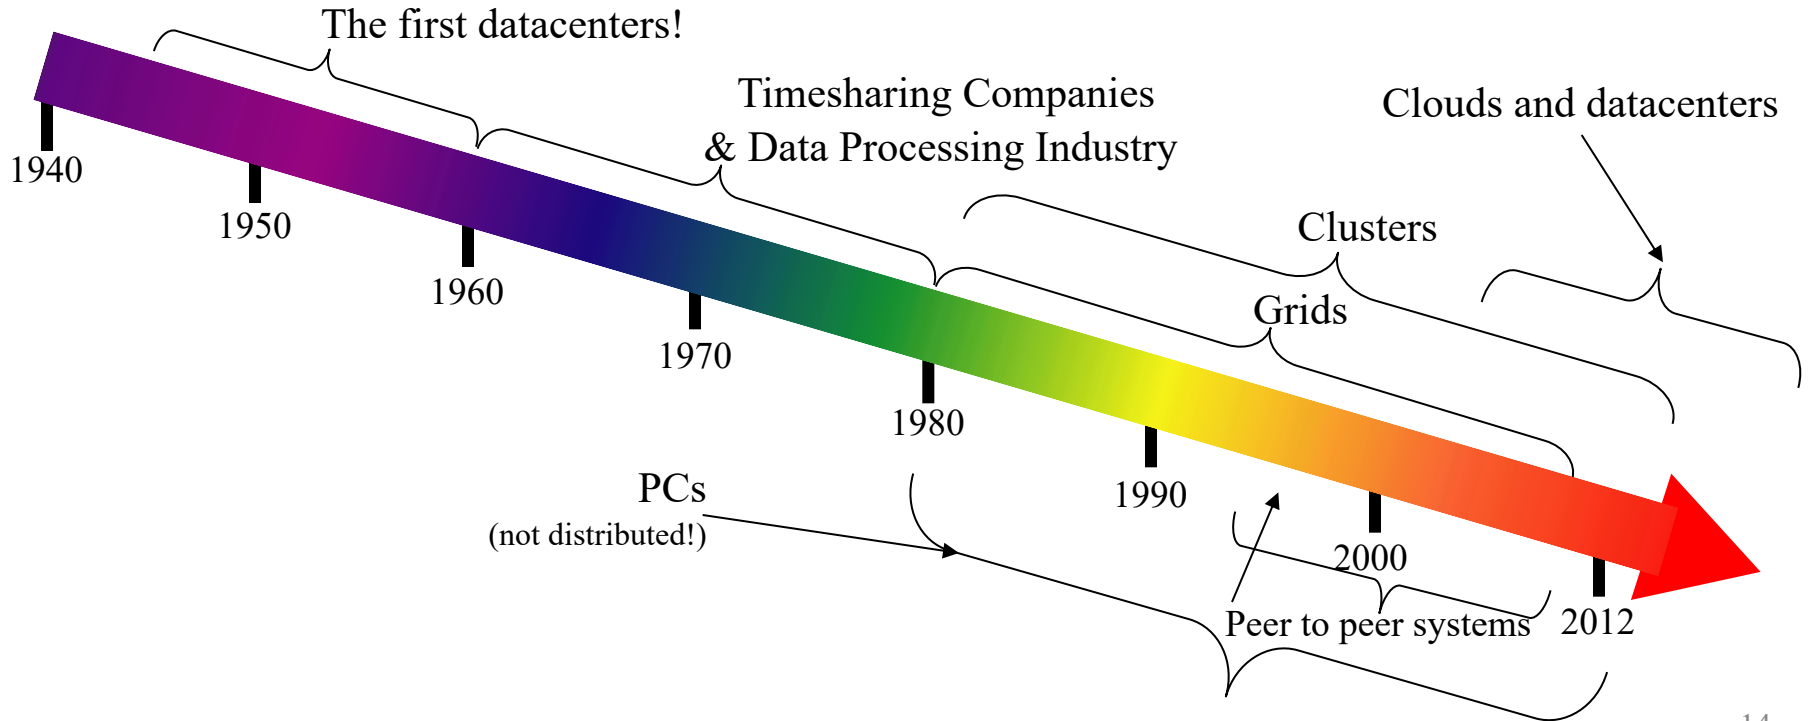 The first datacenters!
Timesharing Companies
& Data Processing Industry
Clouds and datacenters
Clusters
Grids
1940
1950
1960
1970
1980
1990
2000
2012
PCs
(not distributed!)
Peer to peer systems
14